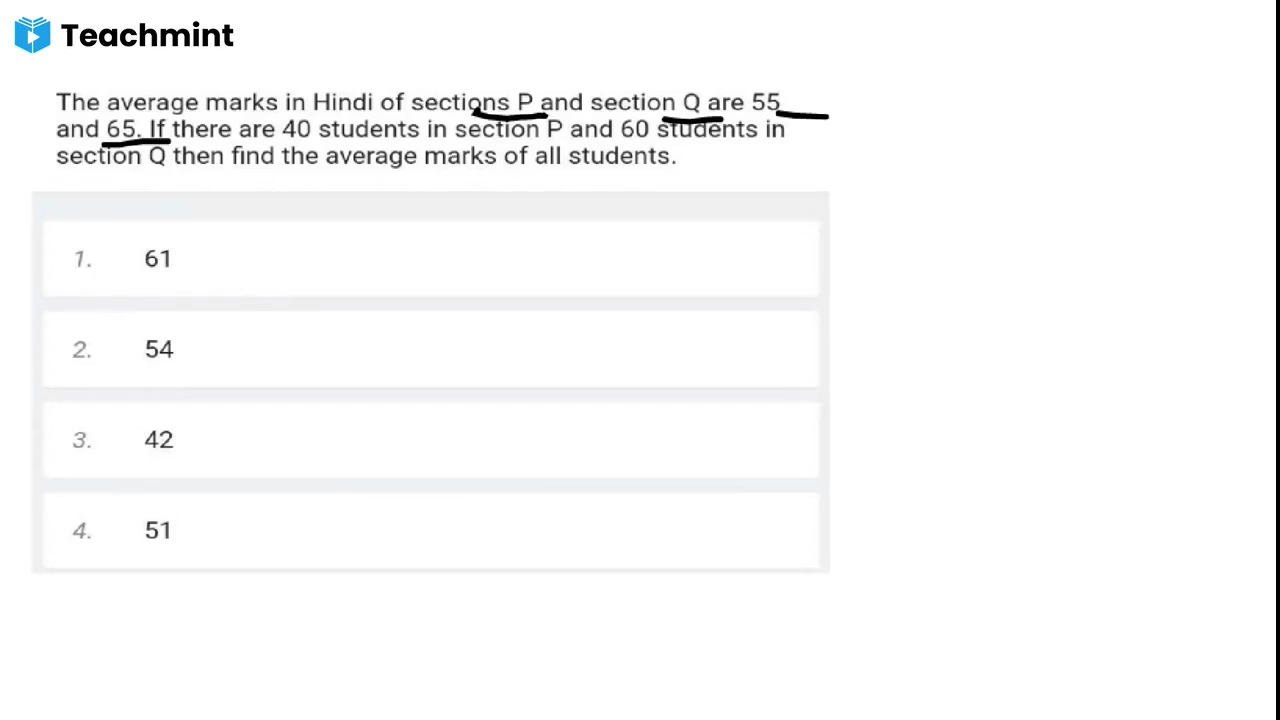 Teachmint
The average marks in Hindi of sections P and section Q are 55
and 65. If there are 40 students in section P and 60 students in
section Q then find the average marks of all students.
1. 61
2. 54
3. 42
4. 51